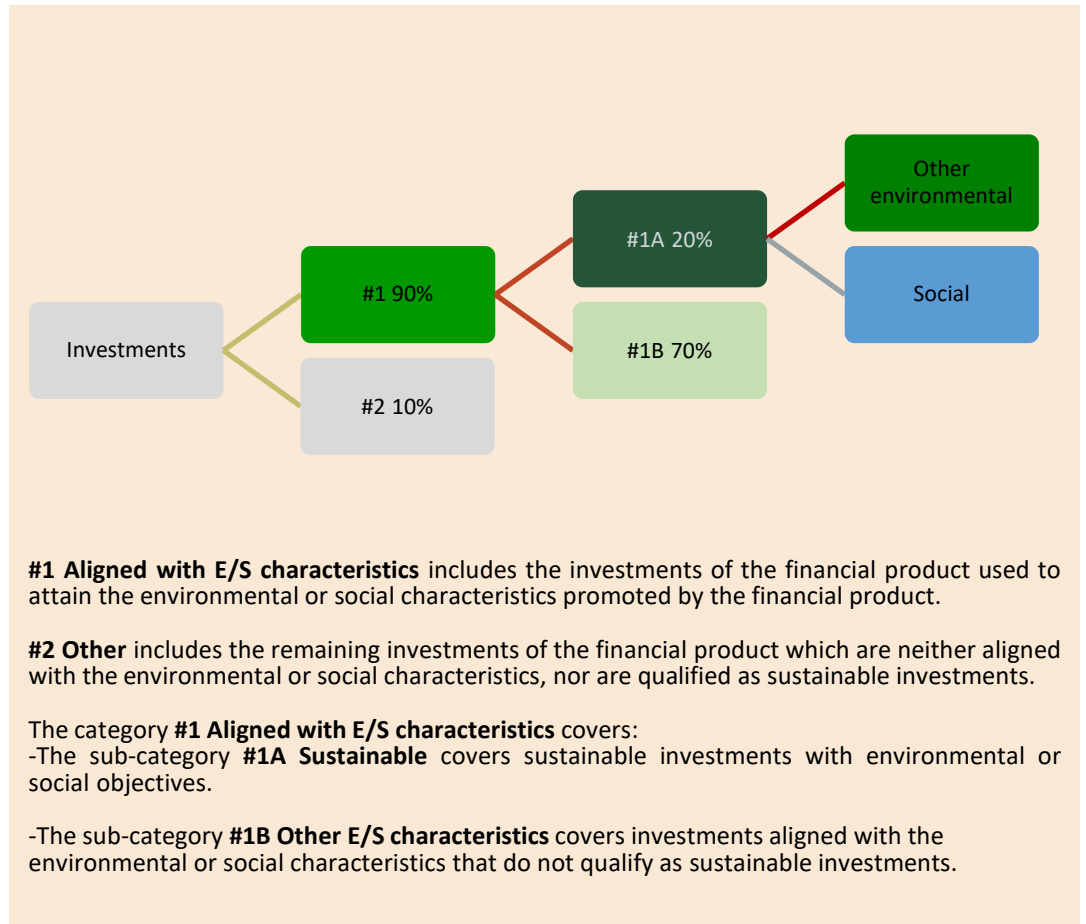 Other
environmental
#1A 20%
#1 90%
Social
Investments
#1B 70%
#2 10%
#1 Aligned with E/S characteristics includes the investments of the financial product used to
attain the environmental or social characteristics promoted by the financial product.
#2 Other includes the remaining investments of the financial product which are neither aligned
with the environmental or social characteristics, nor are qualified as sustainable investments.
The category #1 Aligned with E/S characteristics covers:
-The sub-category #1A Sustainable covers sustainable investments with environmental or
social objectives.
-The sub-category #1B Other E/S characteristics covers investments aligned with the
environmental or social characteristics that do not qualify as sustainable investments.